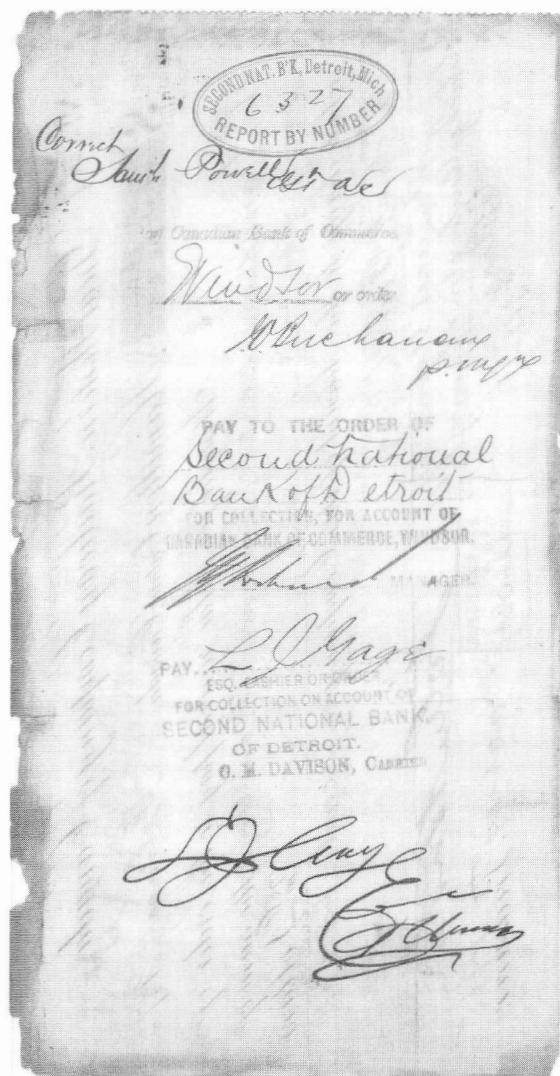 SECOND NAT. B'K, Detroit, Mich
6327
REPORT BY NUMBER
Correct
Saml. Powell
Canadian Bank of Commerce
Windsor or order
Buchanan
PAY TO THE ORDER OF
Second National
Bank of Detroit
FOR COLLECTION, FOR ACCOUNT OF
CANADIAN BANK OF COMMERCE, WINDSOR.
MANAGER.
PAY.... L J Gage
ESQ. CASHIER OR ORDER
FOR COLLECTION ON ACCOUNT OF
SECOND NATIONAL BANK.
OF DETROIT.
C. M. DAVISON, CASHIER
L J Gage